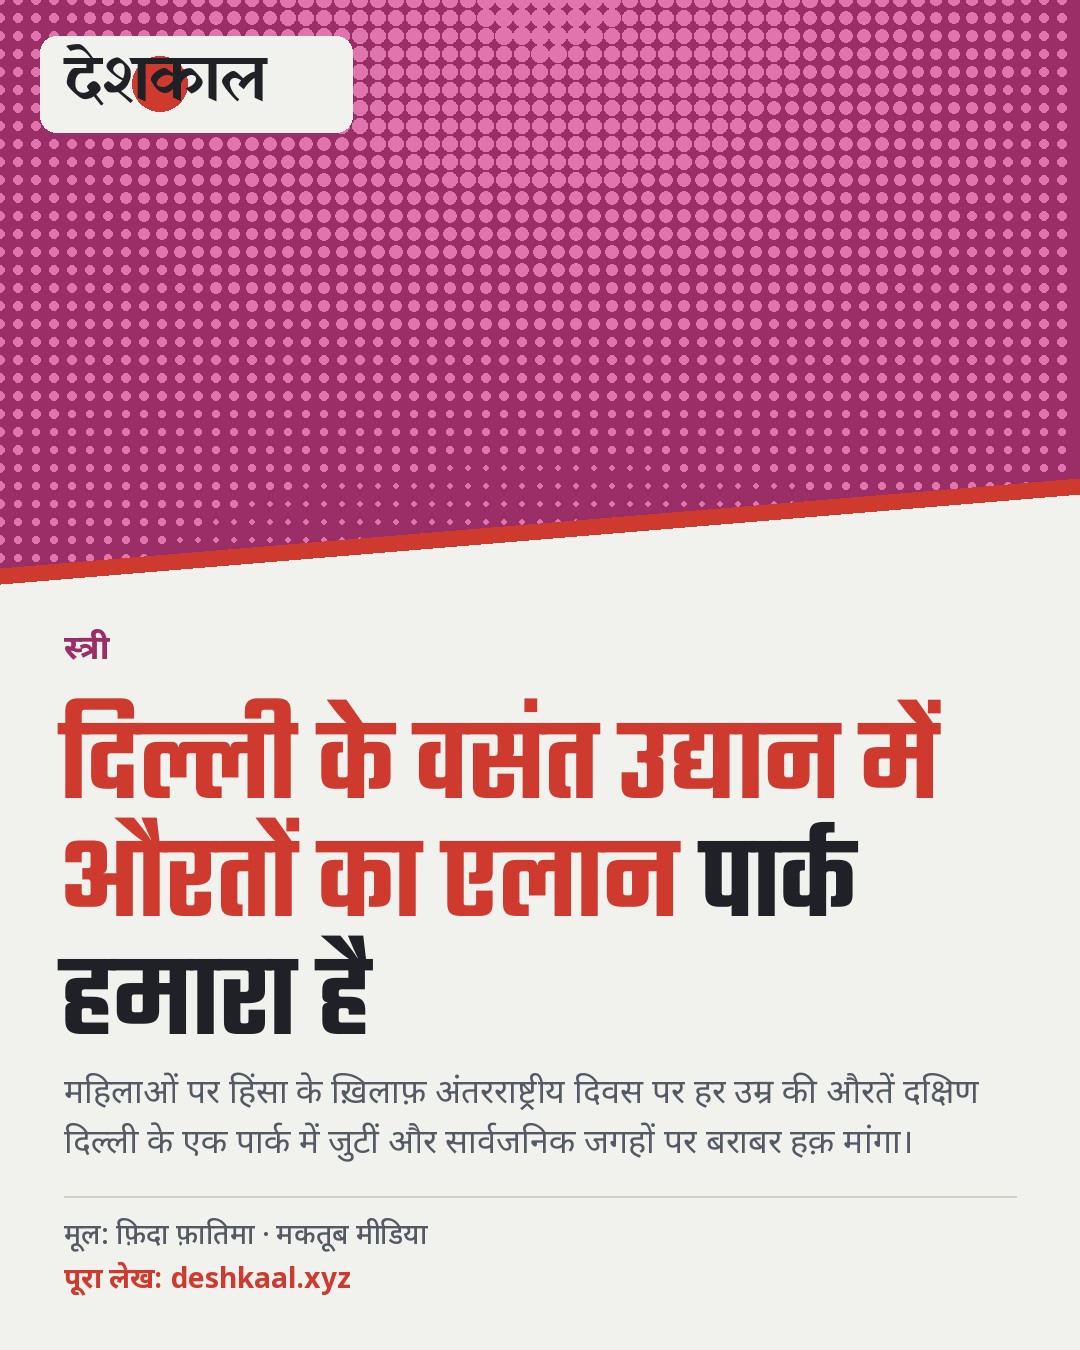 देशकाल
स्त्री
दिल्ली के वसंत उद्यान में
औरतों का एलान पार्क
हमारा है
महिलाओं पर हिंसा के ख़िलाफ़ अंतरराष्ट्रीय दिवस पर हर उम्र की औरतें दक्षिण
दिल्ली के एक पार्क में जुटीं और सार्वजनिक जगहों पर बराबर हक़ मांगा।
मूल: फ़िदा फ़ातिमा · मकतूब मीडिया
पूरा लेख: deshkaal.xyz